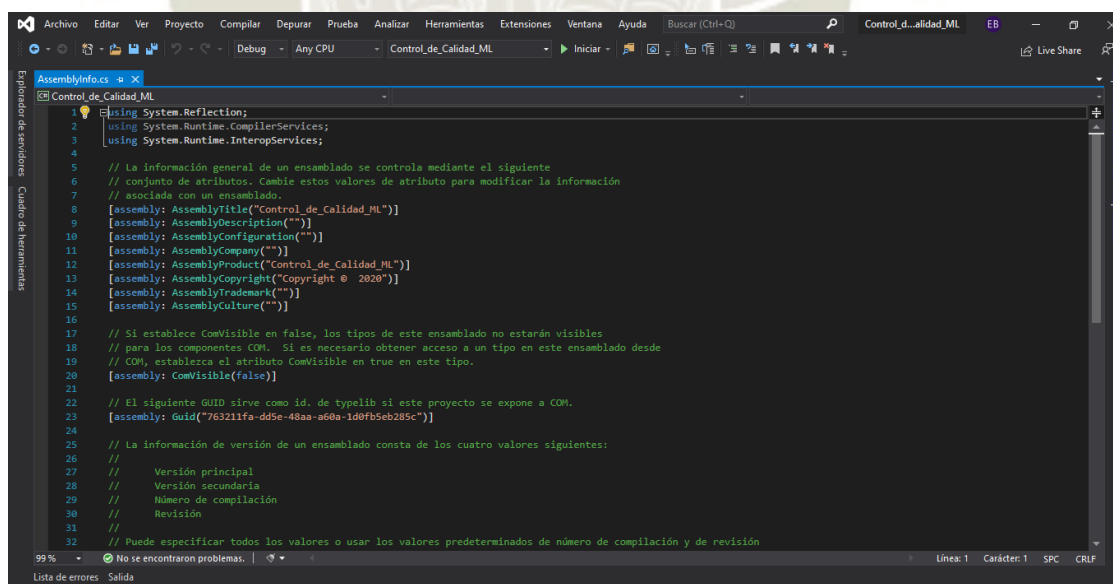 Archivo Editar Ver Proyecto Compilar Depurar Prueba Analizar Herramientas Extensiones Ventana Ayuda Buscar (Ctrl+Q) Control_d...alidad_ML EB
Debug Any CPU Control_de_Calidad_ML Iniciar Live Share
Explorador de servidores
Cuadro de herramientas
AssemblyInfo.cs
C# Control_de_Calidad_ML
1 using System.Reflection;
2 using System.Runtime.CompilerServices;
3 using System.Runtime.InteropServices;
4
5 // La información general de un ensamblado se controla mediante el siguiente
6 // conjunto de atributos. Cambie estos valores de atributo para modificar la información
7 // asociada con un ensamblado.
8 [assembly: AssemblyTitle("Control_de_Calidad_ML")]
9 [assembly: AssemblyDescription("")]
10 [assembly: AssemblyConfiguration("")]
11 [assembly: AssemblyCompany("")]
12 [assembly: AssemblyProduct("Control_de_Calidad_ML")]
13 [assembly: AssemblyCopyright("Copyright © 2020")]
14 [assembly: AssemblyTrademark("")]
15 [assembly: AssemblyCulture("")]
16
17 // Si establece ComVisible en false, los tipos de este ensamblado no estarán visibles
18 // para los componentes COM. Si es necesario obtener acceso a un tipo en este ensamblado desde
19 // COM, establezca el atributo ComVisible en true en este tipo.
20 [assembly: ComVisible(false)]
21
22 // El siguiente GUID sirve como id. de typelib si este proyecto se expone a COM.
23 [assembly: Guid("763211fa-dd5e-48aa-a60a-1d0fb5eb285c")]
24
25 // La información de versión de un ensamblado consta de los cuatro valores siguientes:
26 //
27 // Versión principal
28 // Versión secundaria
29 // Número de compilación
30 // Revisión
31 //
32 // Puede especificar todos los valores o usar los valores predeterminados de número de compilación y de revisión
99 % No se encontraron problemas. Línea: 1 Carácter: 1 SPC CRLF
Lista de errores Salida